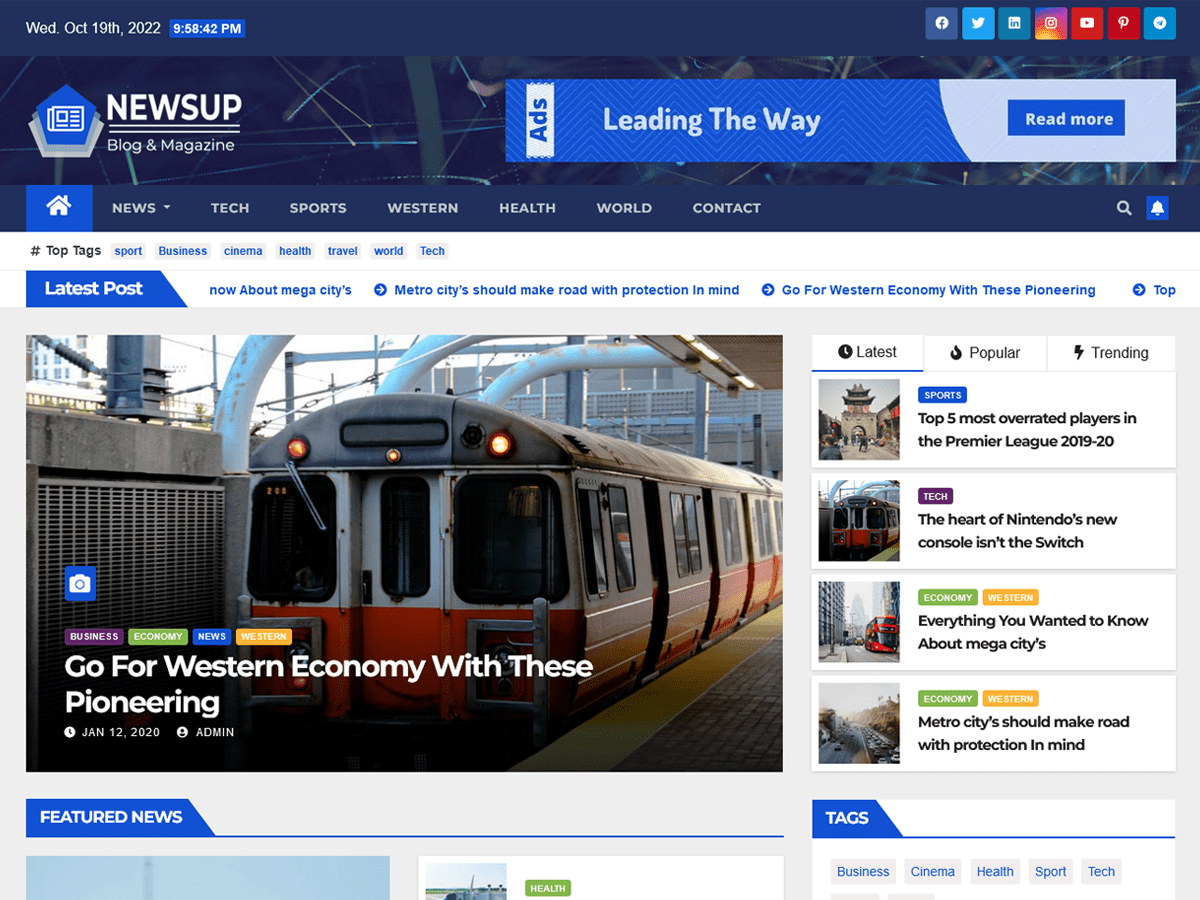 Wed. Oct 19th, 2022 9:58:42 PM
NEWSUP
Blog & Magazine
Ads
Leading The Way
Read more
NEWS TECH SPORTS WESTERN HEALTH WORLD CONTACT
# Top Tags sport Business cinema health travel world Tech
Latest Post now About mega city's Metro city's should make road with protection In mind Go For Western Economy With These Pioneering Top
208
BUSINESS ECONOMY NEWS WESTERN
Go For Western Economy With These
Pioneering
JAN 12, 2020 ADMIN
Latest Popular Trending
SPORTS
Top 5 most overrated players in
the Premier League 2019-20
TECH
The heart of Nintendo's new
console isn't the Switch
ECONOMY WESTERN
Everything You Wanted to Know
About mega city's
ECONOMY WESTERN
Metro city's should make road
with protection In mind
FEATURED NEWS
HEALTH
TAGS
Business Cinema Health Sport Tech